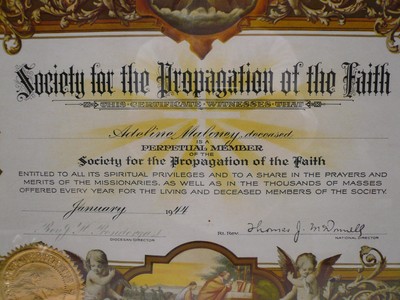 Society for the Propagation of the Faith
THIS CERTIFICATE WITNESSES THAT
Adeline Maloney, deceased
IS A
PERPETUAL MEMBER
OF THE
Society for the Propagation of the Faith
ENTITLED TO ALL ITS SPIRITUAL PRIVILEGES AND TO A SHARE IN THE PRAYERS AND
MERITS OF THE MISSIONARIES, AS WELL AS IN THE THOUSANDS OF MASSES
OFFERED EVERY YEAR FOR THE LIVING AND DECEASED MEMBERS OF THE SOCIETY.
January 1944
Rt. Rev. Thomas J. McDonnell
DIOCESAN DIRECTOR NATIONAL DIRECTOR